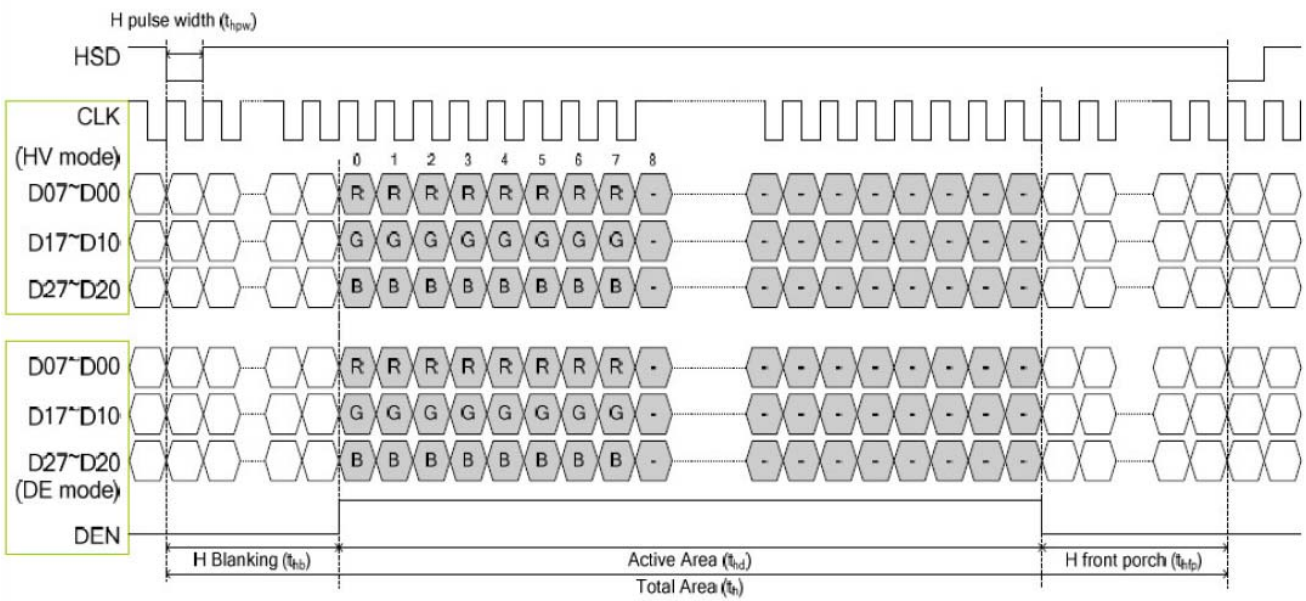 H pulse width (thpw)
HSD
CLK
(HV mode)
0 1 2 3 4 5 6 7 8
D07~D00 R R R R R R R R - - - - - - - - -
D17~D10 G G G G G G G G - - - - - - - - -
D27~D20 B B B B B B B B - - - - - - - - -
D07~D00 R R R R R R R R - - - - - - - - -
D17~D10 G G G G G G G G - - - - - - - - -
D27~D20 B B B B B B B B - - - - - - - - -
(DE mode)
DEN
H Blanking (thb) Active Area (thd) H front porch (thfp)
Total Area (th)